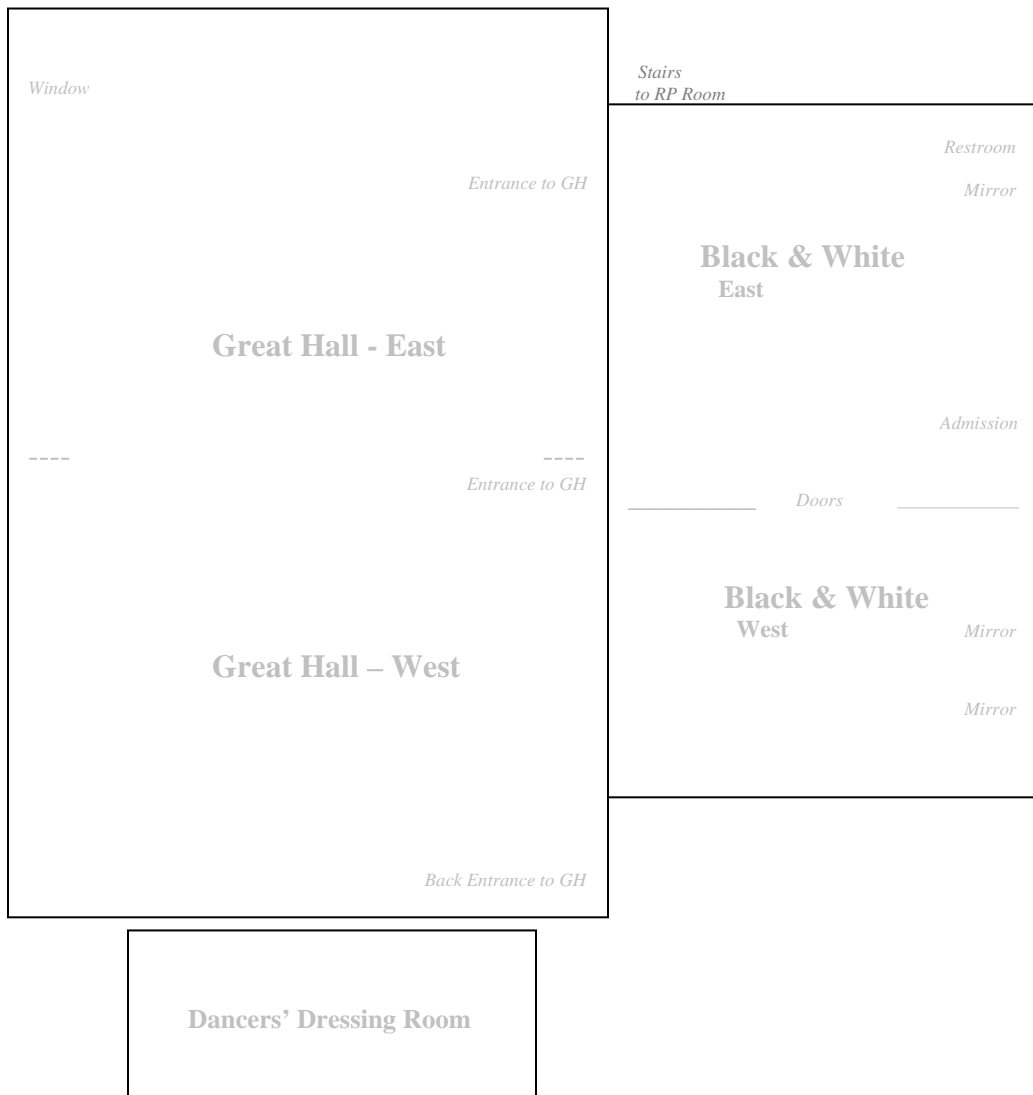 Window
Stairs
to RP Room
Restroom
Entrance to GH
Mirror
Black & White
East
Great Hall - East
Admission
----
----
Entrance to GH
Doors
Black & White
West
Mirror
Great Hall – West
Mirror
Back Entrance to GH
Dancers’ Dressing Room